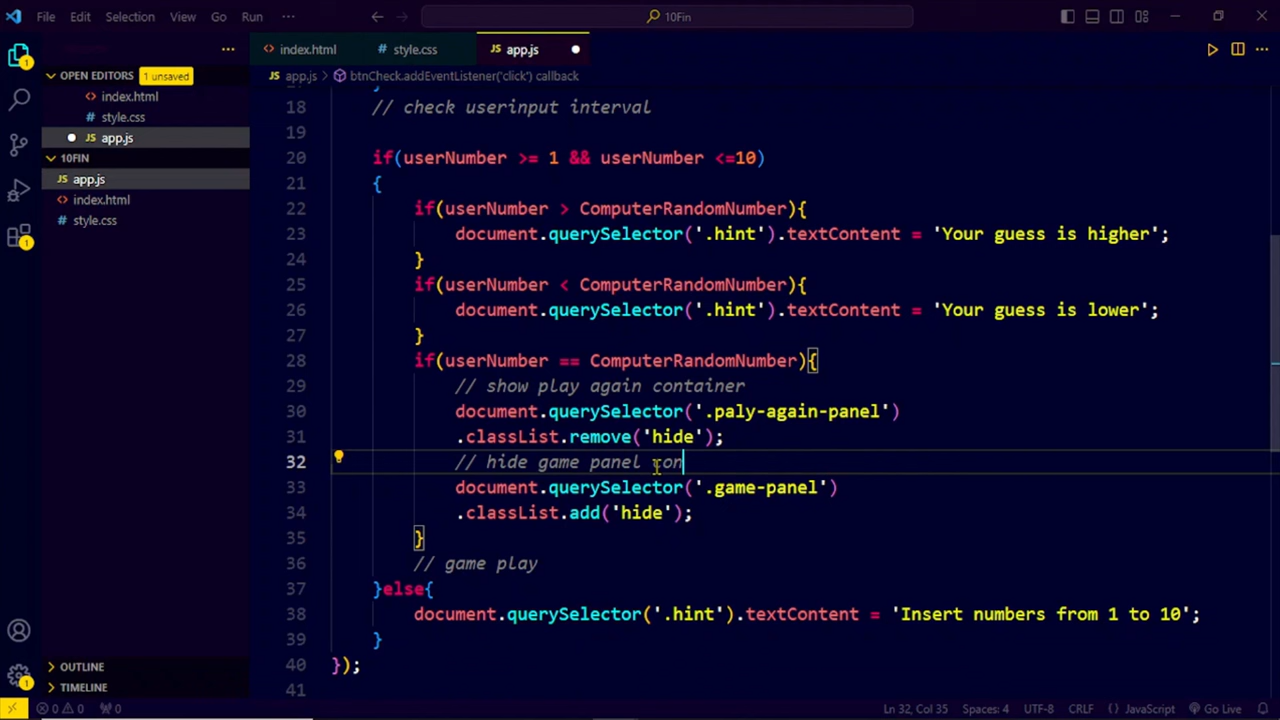 File Edit Selection View Go Run ··· 10Fin
index.html style.css JS app.js
JS app.js > btnCheck.addEventListener('click') callback
OPEN EDITORS 1 unsaved
index.html
style.css
JS app.js
10FIN
JS app.js
index.html
style.css
OUTLINE
TIMELINE
18 // check userinput interval
19
20 if(userNumber >= 1 && userNumber <=10)
21 {
22 if(userNumber > ComputerRandomNumber){
23 document.querySelector('.hint').textContent = 'Your guess is higher';
24 }
25 if(userNumber < ComputerRandomNumber){
26 document.querySelector('.hint').textContent = 'Your guess is lower';
27 }
28 if(userNumber == ComputerRandomNumber){
29 // show play again container
30 document.querySelector('.paly-again-panel')
31 .classList.remove('hide');
32 // hide game panel con
33 document.querySelector('.game-panel')
34 .classList.add('hide');
35 }
36 // game play
37 }else{
38 document.querySelector('.hint').textContent = 'Insert numbers from 1 to 10';
39 }
40 });
41
0 0 0 Ln 32, Col 35 Spaces: 4 UTF-8 CRLF {} JavaScript Go Live